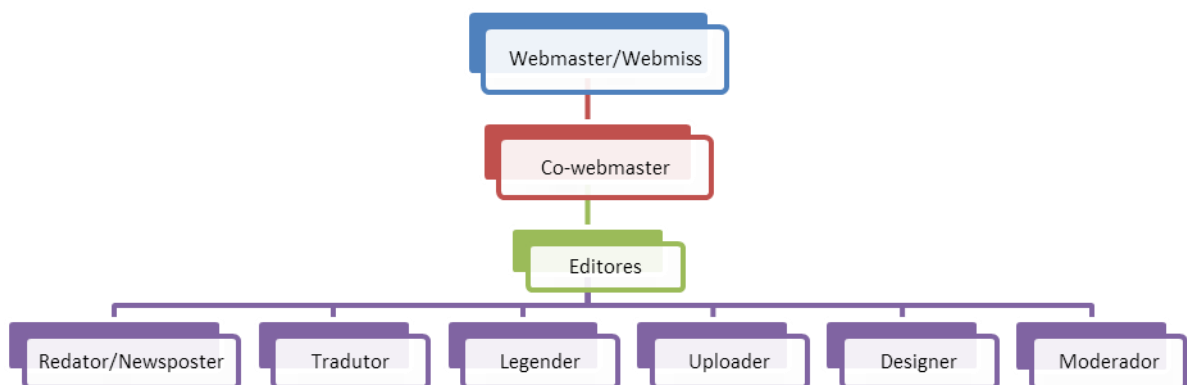 Webmaster/Webmiss
Co-webmaster
Editores
Redator/Newsposter
Tradutor
Legender
Uploader
Designer
Moderador